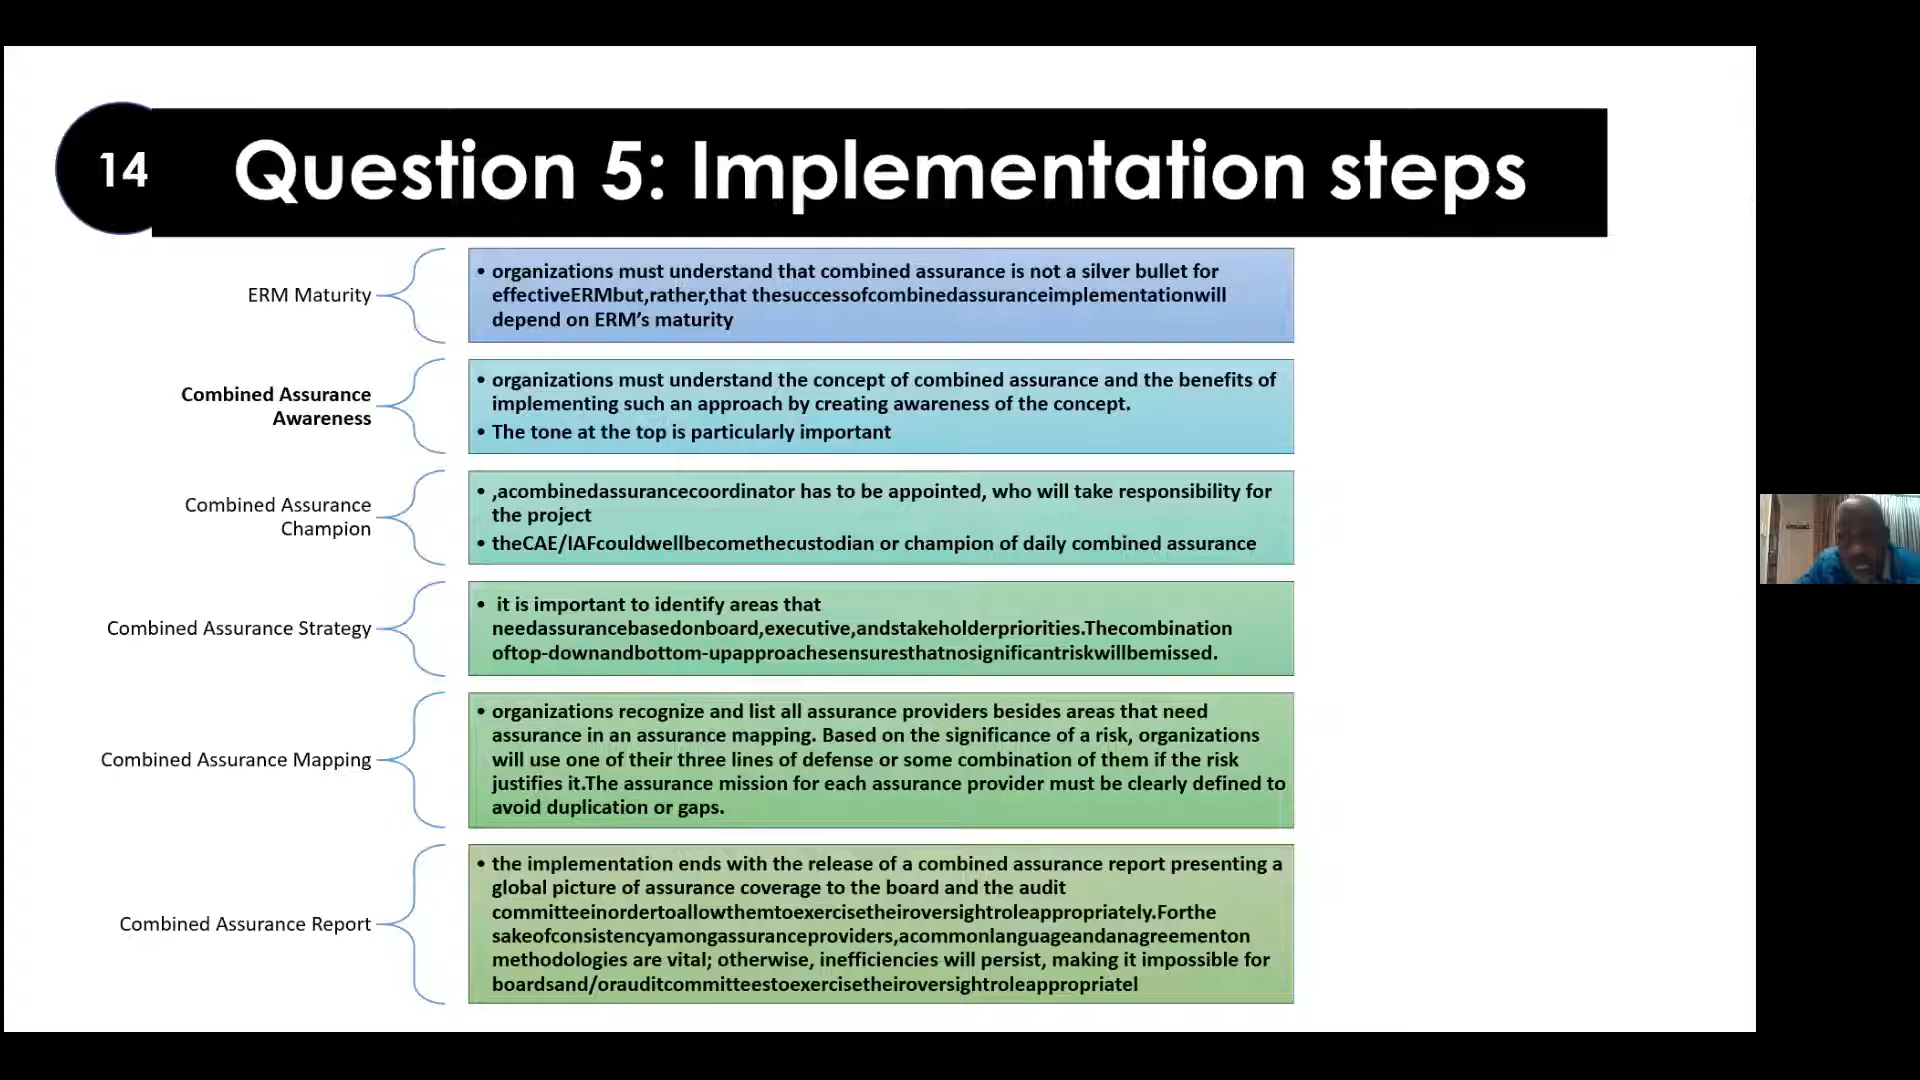 14
Question 5: Implementation steps
ERM Maturity
• organizations must understand that combined assurance is not a silver bullet for
effectiveERMbut,rather,that thesuccessofcombinedassuranceimplementationwill
depend on ERM’s maturity
Combined Assurance
Awareness
• organizations must understand the concept of combined assurance and the benefits of
implementing such an approach by creating awareness of the concept.
• The tone at the top is particularly important
Combined Assurance
Champion
• ,acombinedassurancecoordinator has to be appointed, who will take responsibility for
the project
• theCAE/IAFcouldwellbecomethecustodian or champion of daily combined assurance
Combined Assurance Strategy
• it is important to identify areas that
needassurancebasedonboard,executive,andstakeholderpriorities.Thecombination
oftop-downandbottom-upapproachesensuresthatnosignificantriskwillbemissed.
Combined Assurance Mapping
• organizations recognize and list all assurance providers besides areas that need
assurance in an assurance mapping. Based on the significance of a risk, organizations
will use one of their three lines of defense or some combination of them if the risk
justifies it.The assurance mission for each assurance provider must be clearly defined to
avoid duplication or gaps.
Combined Assurance Report
• the implementation ends with the release of a combined assurance report presenting a
global picture of assurance coverage to the board and the audit
committeeinordertoallowthemtoexercisetheiroversightroleappropriately.Forthe
sakeofconsistencyamongassuranceproviders,acommonlanguageandanagreementon
methodologies are vital; otherwise, inefficiencies will persist, making it impossible for
boardsand/orauditcommitteestoexercisetheiroversightroleappropriatel